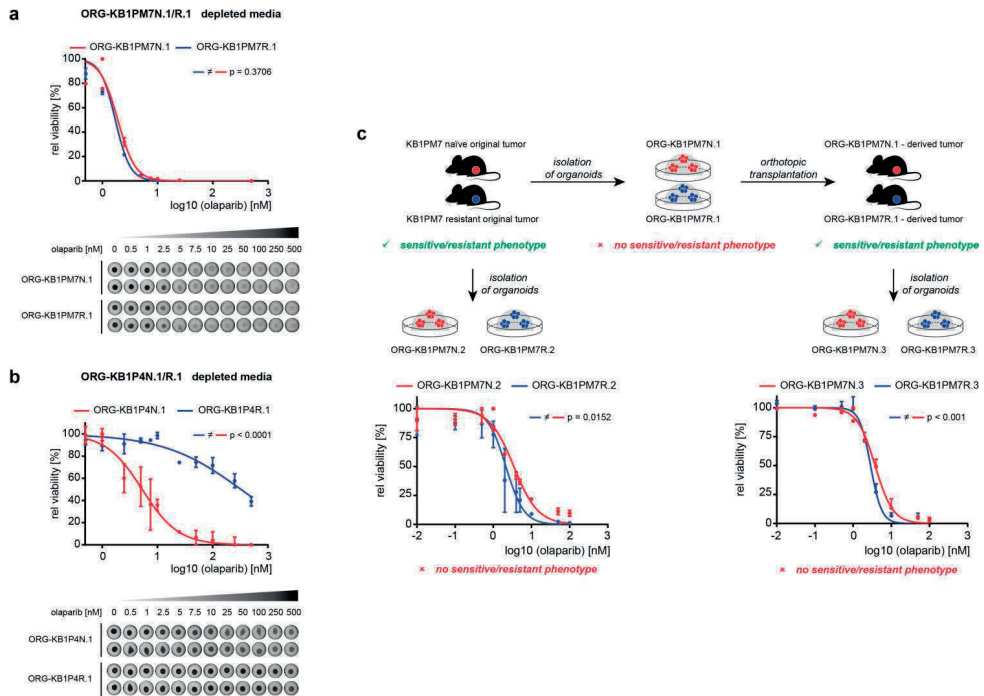 a
ORG-KB1PM7N.1/R.1 depleted media
ORG-KB1PM7N.1 ORG-KB1PM7R.1
≠ p = 0.3706
rel viability [%]
100
80
60
40
20
0
0 1 2 3
log10 (olaparib) [nM]
olaparib [nM] 0 0.5 1 2.5 5 7.5 10 25 50 100 250 500
ORG-KB1PM7N.1
ORG-KB1PM7R.1
b
ORG-KB1P4N.1/R.1 depleted media
ORG-KB1P4N.1 ORG-KB1P4R.1
≠ p < 0.0001
rel viability [%]
100
80
60
40
20
0
0 1 2 3
log10 (olaparib) [nM]
olaparib [nM] 0 0.5 1 2.5 5 7.5 10 25 50 100 250 500
ORG-KB1P4N.1
ORG-KB1P4R.1
c
KB1PM7 naïve original tumor
KB1PM7 resistant original tumor
✓ sensitive/resistant phenotype
isolation
of organoids
ORG-KB1PM7N.1
ORG-KB1PM7R.1
× no sensitive/resistant phenotype
orthotopic
transplantation
ORG-KB1PM7N.1 - derived tumor
ORG-KB1PM7R.1 - derived tumor
✓ sensitive/resistant phenotype
isolation
of organoids
ORG-KB1PM7N.2 ORG-KB1PM7R.2
isolation
of organoids
ORG-KB1PM7N.3 ORG-KB1PM7R.3
ORG-KB1PM7N.2 ORG-KB1PM7R.2
≠ p = 0.0152
rel viability [%]
100
75
50
25
0
-2 -1 0 1 2 3
log10 (olaparib) [nM]
× no sensitive/resistant phenotype
ORG-KB1PM7N.3 ORG-KB1PM7R.3
≠ p < 0.001
rel viability [%]
100
75
50
25
0
-2 -1 0 1 2 3
log10 (olaparib) [nM]
× no sensitive/resistant phenotype